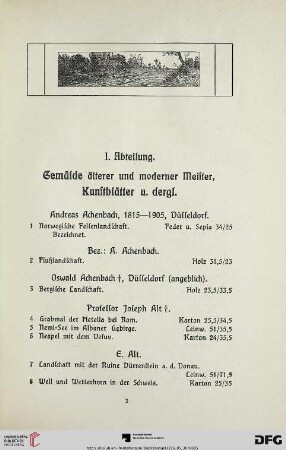 I. Abteilung.
Gemälde älterer und moderner Meister,
Kunstblätter u. dergl.
Andreas Achenbach, 1815—1905, Düsseldorf.
1 Norwegische Felsenlandschaft. Feder u. Sepia 34/25
Bezeichnet.
Bez.: A. Achenbach.
2 Flußlandschaft. Holz 31,5/23
Oswald Achenbach †, Düsseldorf (angeblich).
3 Bergische Landschaft. Holz 23,5/33,5
Professor Joseph Alt †.
4 Grabmal der Metella bei Rom. Karton 25,5/34,5
5 Nemi-See im Albaner Gebirge. Leinw. 51/35,5
6 Neapel mit dem Vesuv. Karton 24/35,5
E. Alt.
7 Landschaft mit der Ruine Dürrenstein a. d. Donau.
Leinw. 51/71,5
8 Well und Wetterhorn in der Schweiz. Karton 25/35
3
UNIVERSITÄTS-
BIBLIOTHEK
HEIDELBERG
DFG